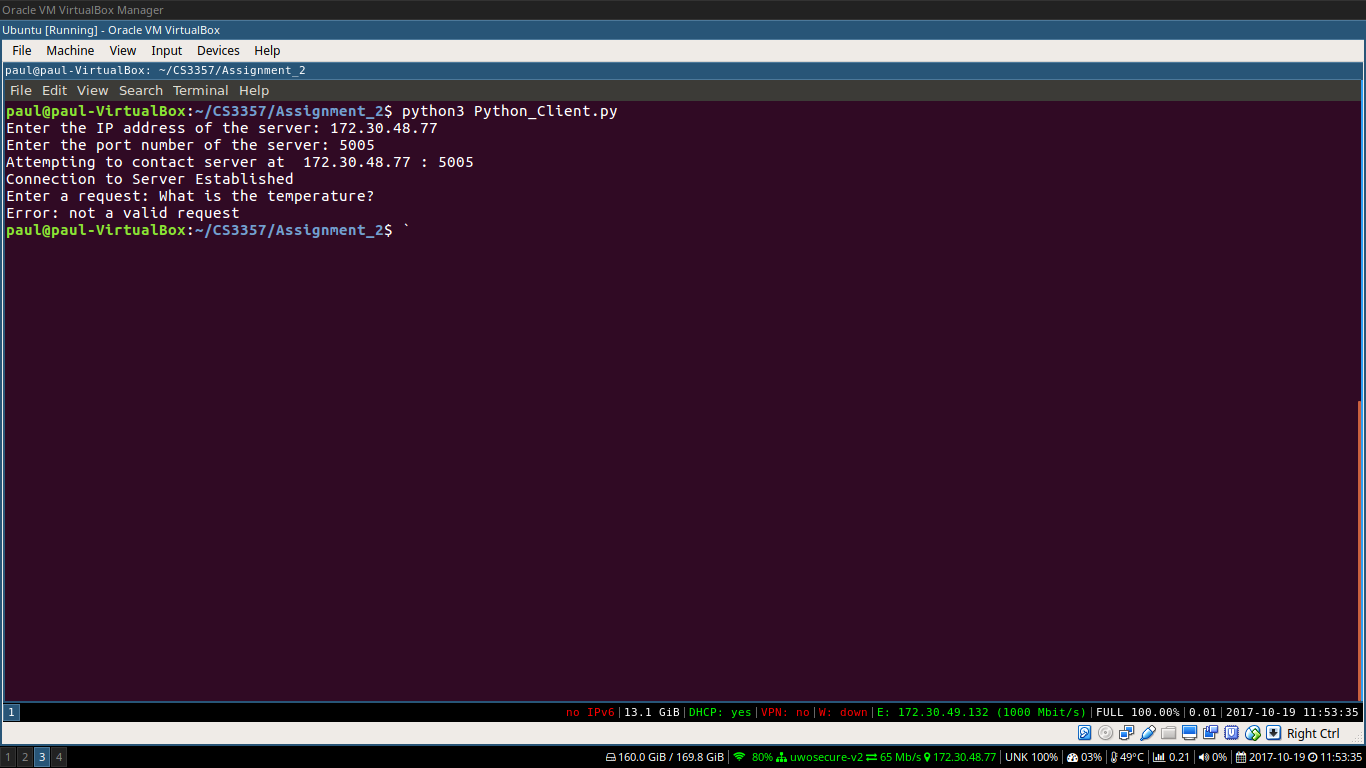 Oracle VM VirtualBox Manager
Ubuntu [Running] - Oracle VM VirtualBox
File Machine View Input Devices Help
paul@paul-VirtualBox: ~/CS3357/Assignment_2
File Edit View Search Terminal Help
paul@paul-VirtualBox:~/CS3357/Assignment_2$ python3 Python_Client.py
Enter the IP address of the server: 172.30.48.77
Enter the port number of the server: 5005
Attempting to contact server at  172.30.48.77 : 5005
Connection to Server Established
Enter a request: What is the temperature?
Error: not a valid request
paul@paul-VirtualBox:~/CS3357/Assignment_2$ `
1 no IPv6|13.1 GiB|DHCP: yes|VPN: no|W: down|E: 172.30.49.132 (1000 Mbit/s)|FULL 100.00%|0.01|2017-10-19 11:53:35
Right Ctrl
1 2 3 4 160.0 GiB / 169.8 GiB| 80% uwosecure-v2 65 Mb/s 172.30.48.77|UNK 100%| 03%| 49°C| 0.21| 0%| 2017-10-19 11:53:35